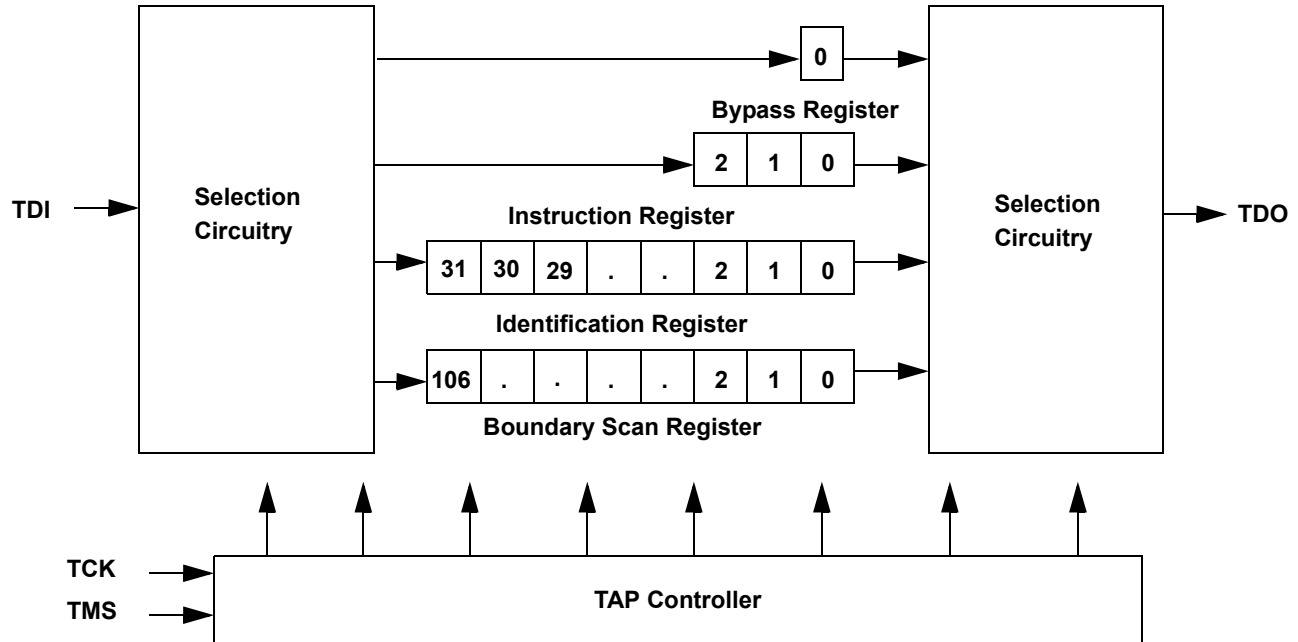 0
Bypass Register
2 1 0
TDI
Selection
Circuitry
Instruction Register
Selection
Circuitry
TDO
31 30 29 . . 2 1 0
Identification Register
106 . . . . 2 1 0
Boundary Scan Register
TCK
TMS
TAP Controller